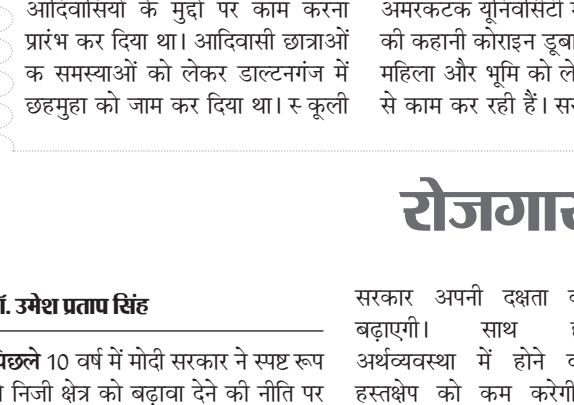 आदिवासियों के मुद्दों पर काम करना
प्रारंभ कर दिया था। आदिवासी छात्राओं
क समस्याओं को लेकर डाल्टनगंज में
छहमुहा को जाम कर दिया था। स्कूली
अमरकंटक यूनिवर्सिटी
की कहानी कोराइन डूबा
महिला और भूमि को ले
से काम कर रही हैं। सर
रोजगार
डॉ. उमेश प्रताप सिंह
पिछले 10 वर्ष में मोदी सरकार ने स्पष्ट रूप
निजी क्षेत्र को बढ़ावा देने की नीति पर
सरकार अपनी दक्षता
बढ़ाएगी। साथ
अर्थव्यवस्था में होने
हस्तक्षेप को कम करेगी